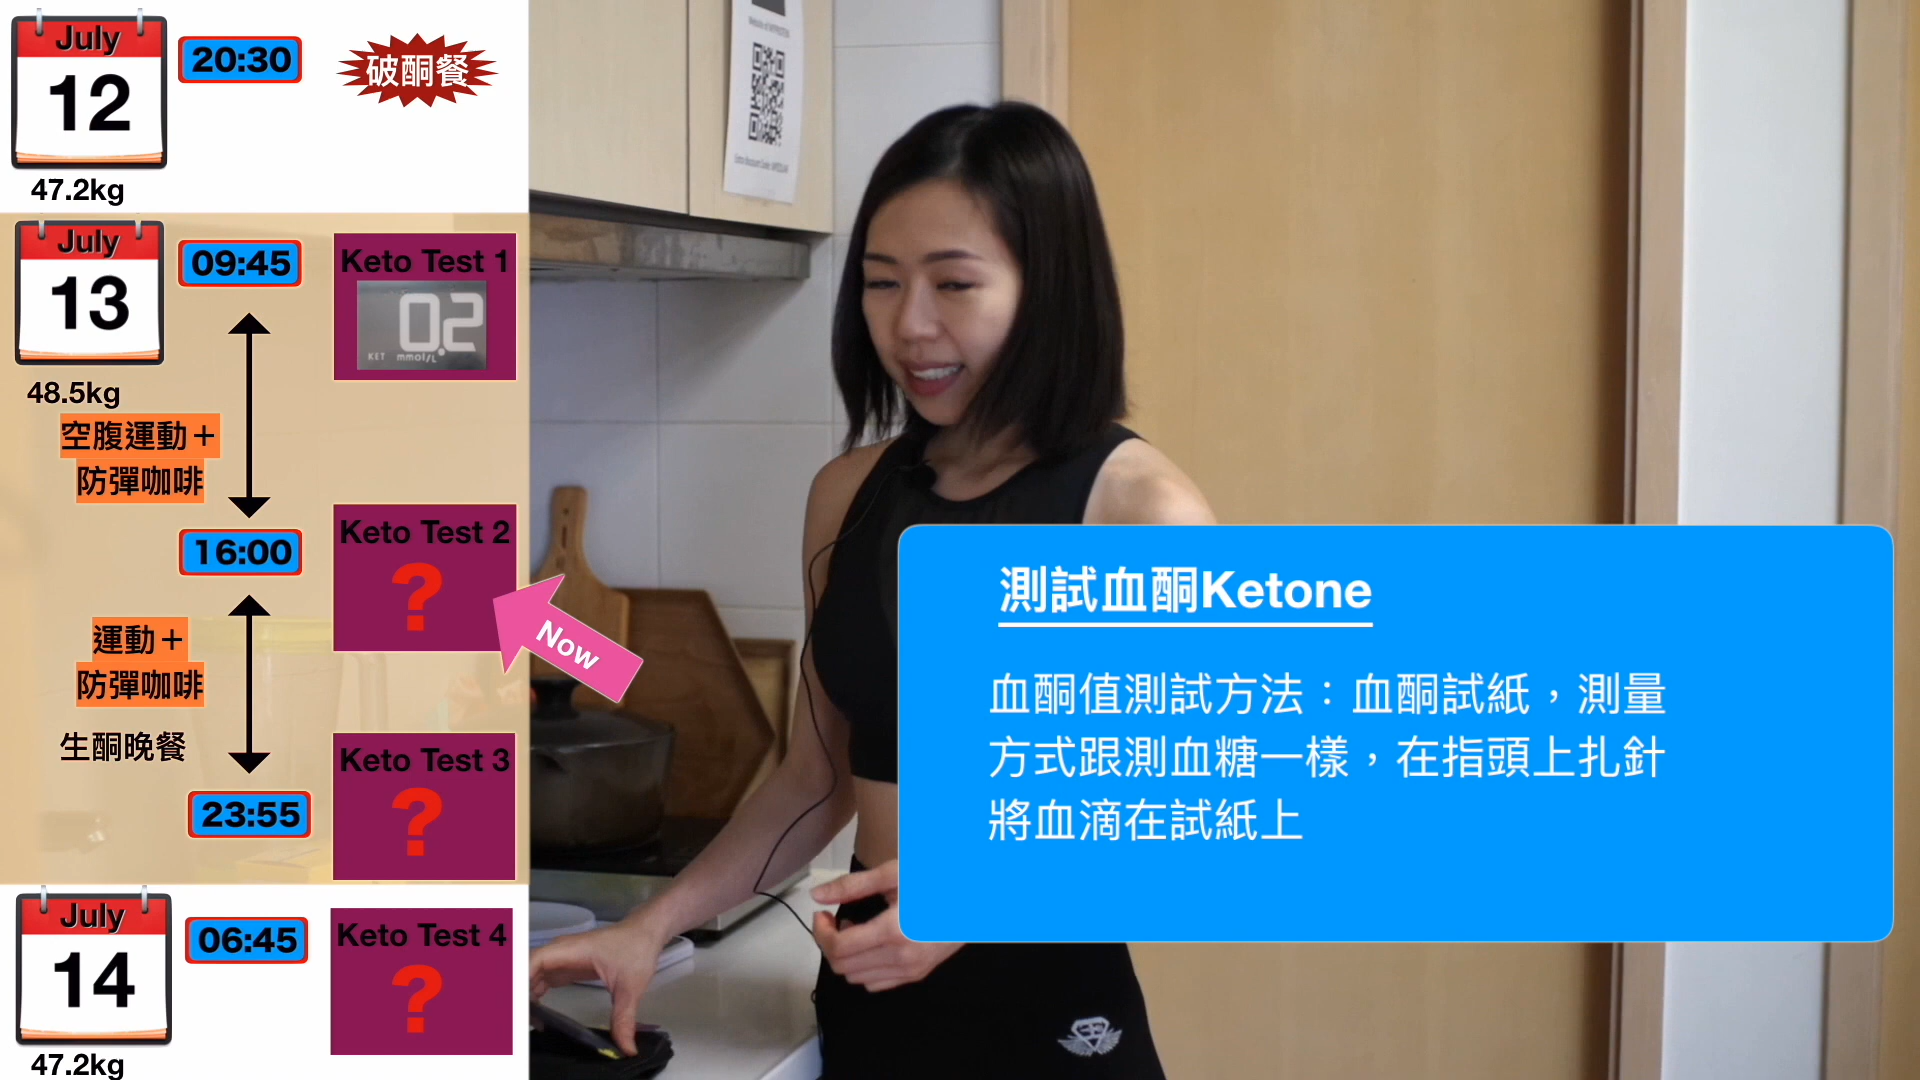 July
12
20:30
破酮餐
47.2kg
July
13
09:45
Keto Test 1
0.2
KET mmol/L
48.5kg
空腹運動＋
防彈咖啡
16:00
Keto Test 2
?
Now
運動＋
防彈咖啡
生酮晚餐
23:55
Keto Test 3
?
July
14
06:45
Keto Test 4
?
47.2kg
測試血酮Ketone
血酮值測試方法：血酮試紙，測量
方式跟測血糖一樣，在指頭上扎針
將血滴在試紙上